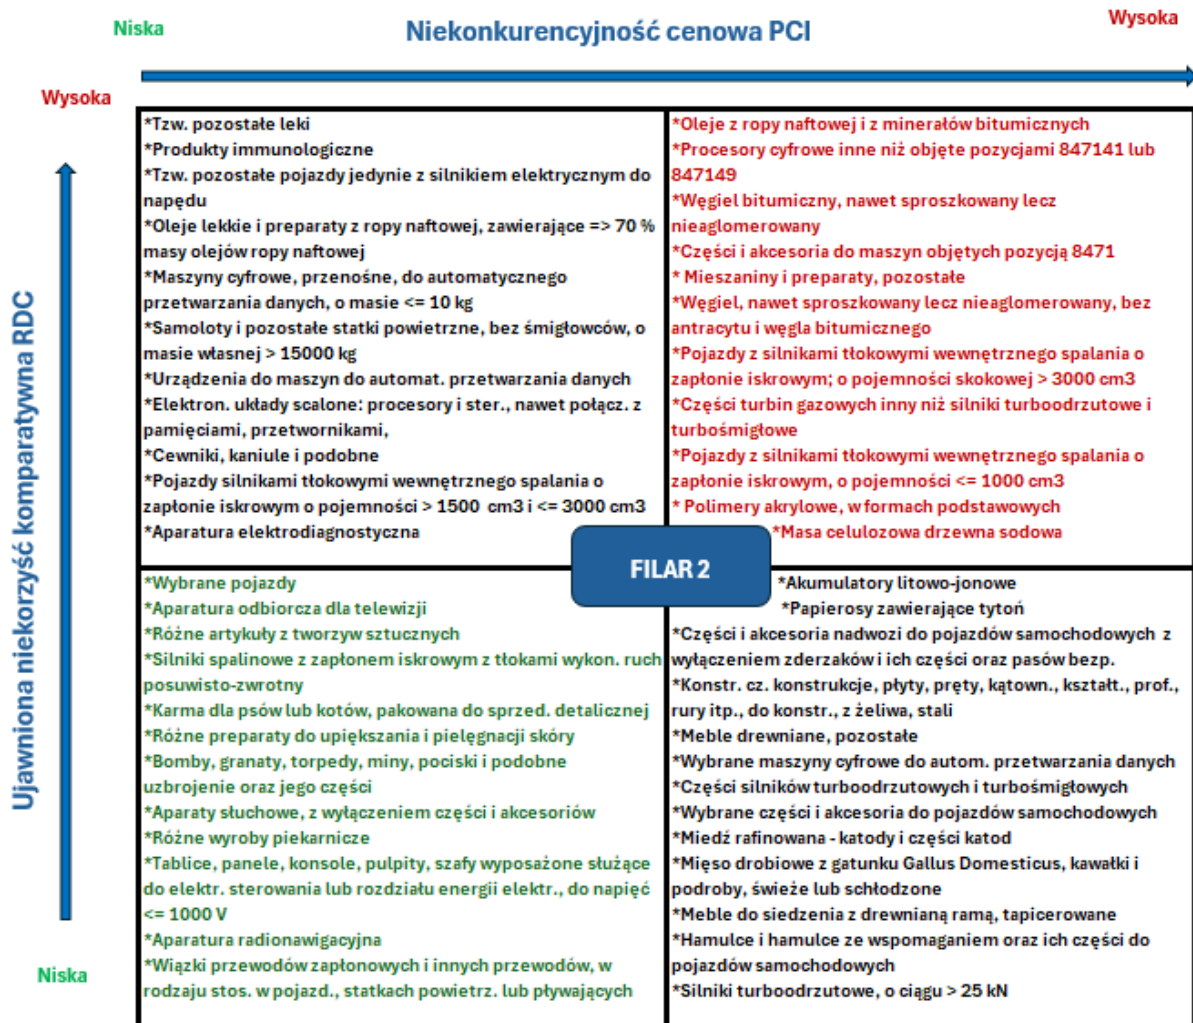 Niska
Niekonkurencyjność cenowa PCI
Wysoka
Wysoka
Ujawniona niekorzyść komparatywna RDC
*Tzw. pozostałe leki
*Produkty immunologiczne
*Tzw. pozostałe pojazdy jedynie z silnikiem elektrycznym do
napędu
*Oleje lekkie i preparaty z ropy naftowej, zawierające => 70 %
masy olejów ropy naftowej
*Maszyny cyfrowe, przenośne, do automatycznego
przetwarzania danych, o masie <= 10 kg
*Samoloty i pozostałe statki powietrzne, bez śmigłowców, o
masie własnej > 15000 kg
*Urządzenia do maszyn do automat. przetwarzania danych
*Elektron. układy scalone: procesory i ster., nawet połącz. z
pamięciami, przetwornikami,
*Cewniki, kaniule i podobne
*Pojazdy silnikami tłokowymi wewnętrznego spalania o
zapłonie iskrowym o pojemności > 1500 cm3 i <= 3000 cm3
*Aparatura elektrodiagnostyczna
*Oleje z ropy naftowej i z minerałów bitumicznych
*Procesory cyfrowe inne niż objęte pozycjami 847141 lub
847149
*Węgiel bitumiczny, nawet sproszkowany lecz
nieaglomerowany
*Części i akcesoria do maszyn objętych pozycją 8471
* Mieszaniny i preparaty, pozostałe
*Węgiel, nawet sproszkowany lecz nieaglomerowany, bez
antracytu i węgla bitumicznego
*Pojazdy z silnikami tłokowymi wewnętrznego spalania o
zapłonie iskrowym; o pojemności skokowej > 3000 cm3
*Części turbin gazowych inny niż silniki turboodrzutowe i
turbośmigłowe
*Pojazdy z silnikami tłokowymi wewnętrznego spalania o
zapłonie iskrowym, o pojemności <= 1000 cm3
* Polimery akrylowe, w formach podstawowych
*Masa celulozowa drzewna sodowa
FILAR 2
*Wybrane pojazdy
*Aparatura odbiorcza dla telewizji
*Różne artykuły z tworzyw sztucznych
*Silniki spalinowe z zapłonem iskrowym z tłokami wykon. ruch
posuwisto-zwrotny
*Karma dla psów lub kotów, pakowana do sprzed. detalicznej
*Różne preparaty do upiększania i pielęgnacji skóry
*Bomby, granaty, torpedy, miny, pociski i podobne
uzbrojenie oraz jego części
*Aparaty słuchowe, z wyłączeniem części i akcesoriów
*Różne wyroby piekarnicze
*Tablice, panele, konsole, pulpity, szafy wyposażone służące
do elektr. sterowania lub rozdziału energii elektr., do napięć
<= 1000 V
*Aparatura radionawigacyjna
*Wiązki przewodów zapłonowych i innych przewodów, w
rodzaju stos. w pojazd., statkach powietrz. lub pływających
*Akumulatory litowo-jonowe
*Papierosy zawierające tytoń
*Części i akcesoria nadwozi do pojazdów samochodowych z
wyłączeniem zderzaków i ich części oraz pasów bezp.
*Konstr. cz. konstrukcje, płyty, pręty, kątown., kształt., prof.,
rury itp., do konstr., z żeliwa, stali
*Meble drewniane, pozostałe
*Wybrane maszyny cyfrowe do autom. przetwarzania danych
*Części silników turboodrzutowych i turbośmigłowych
*Wybrane części i akcesoria do pojazdów samochodowych
*Miedź rafinowana - katody i części katod
*Mięso drobiowe z gatunku Gallus Domesticus, kawałki i
podroby, świeże lub schłodzone
*Meble do siedzenia z drewnianą ramą, tapicerowane
*Hamulce i hamulce ze wspomaganiem oraz ich części do
pojazdów samochodowych
*Silniki turboodrzutowe, o ciągu > 25 kN
Niska